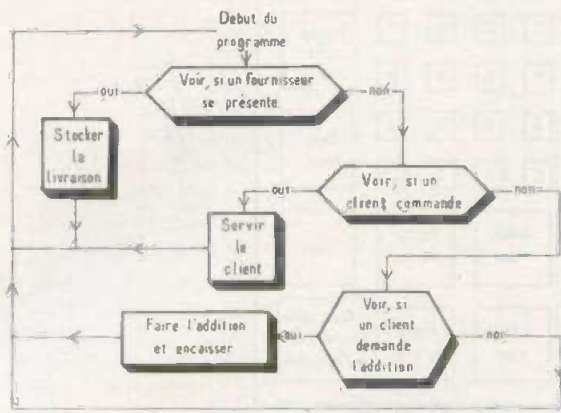 Début du
programme
Voir, si un fournisseur
se présente
oui
non
Stocker
la
livraison
Voir, si un
client commande
oui
non
Servir
le
client
Voir, si
un client
demande
l'addition
oui
non
Faire l'addition
et encaisser